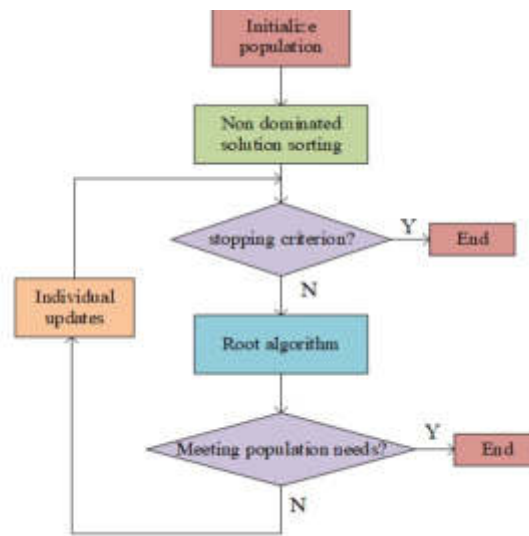 Initialize
population
Non dominated
solution sorting
stopping criterion?
Y
End
N
Individual
updates
Root algorithm
Meeting population needs?
Y
End
N